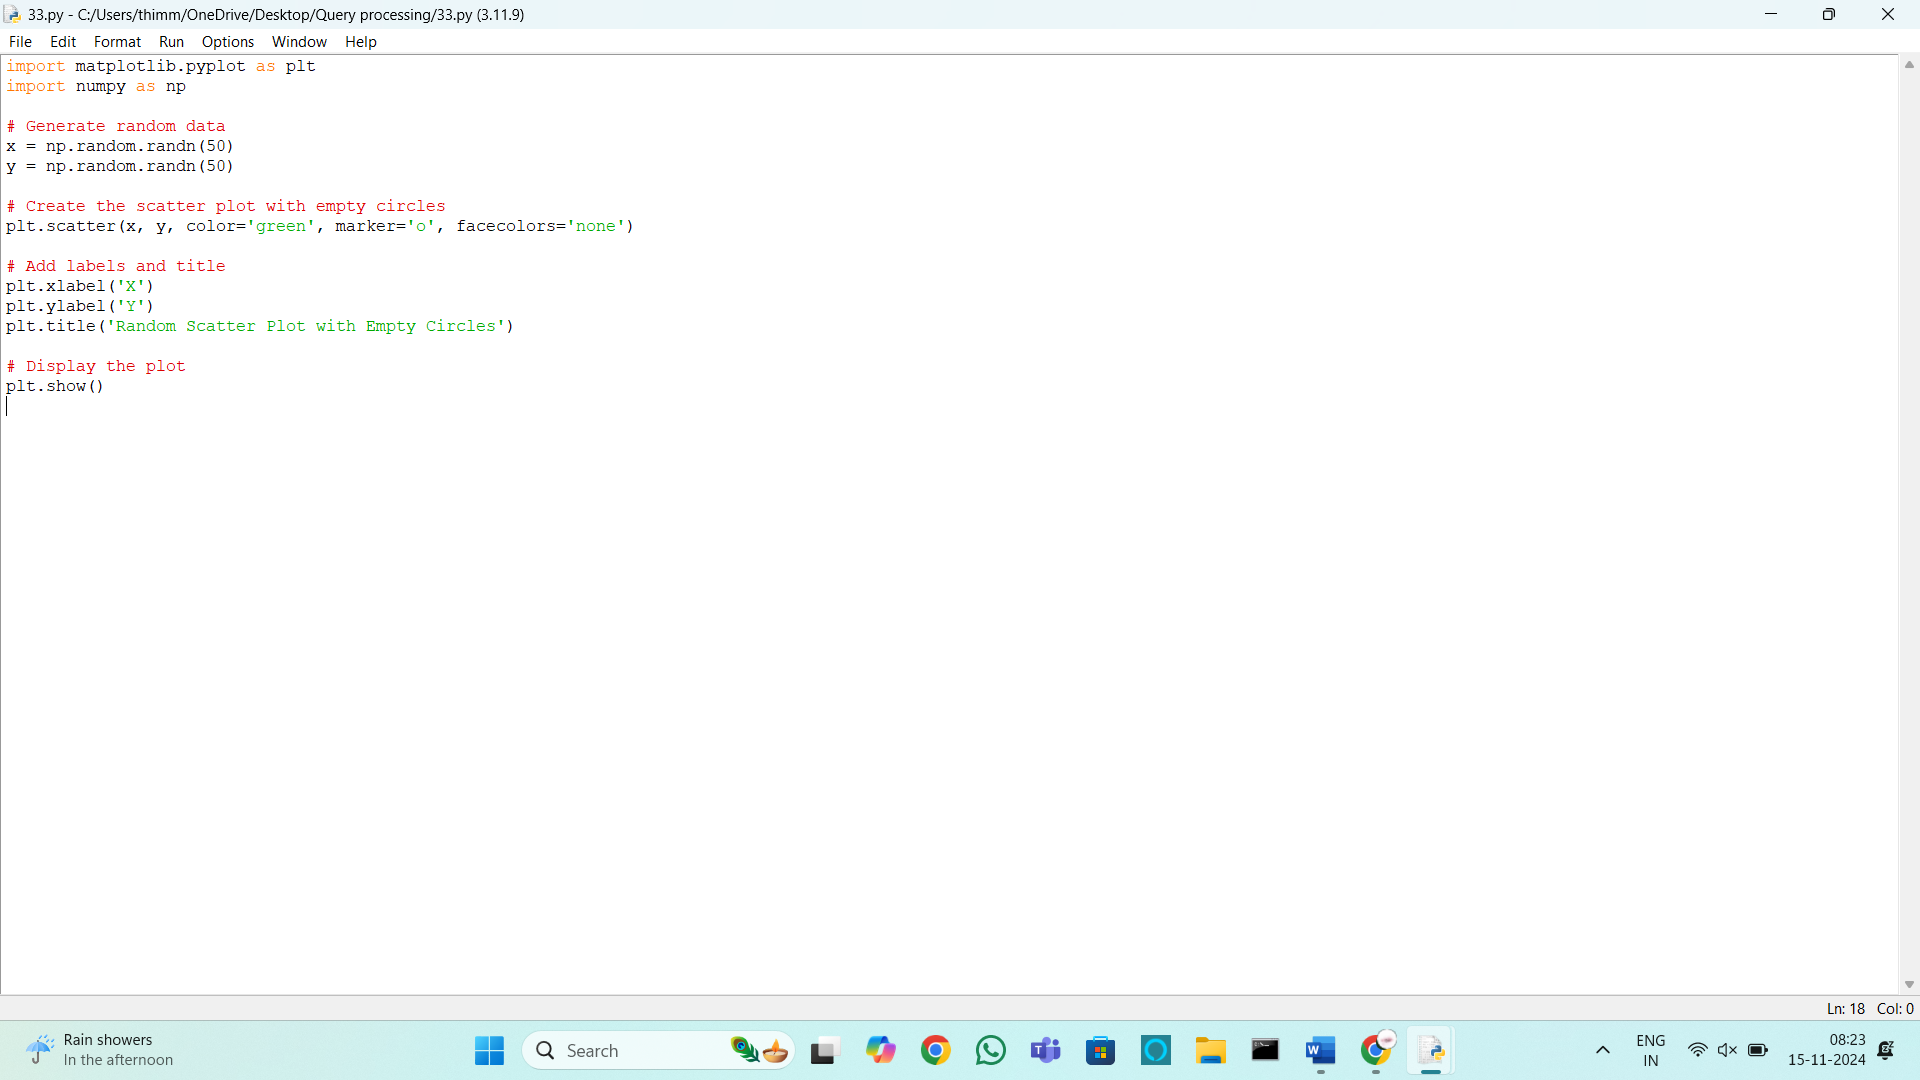 33.py - C:/Users/thimm/OneDrive/Desktop/Query processing/33.py (3.11.9)
File Edit Format Run Options Window Help
import matplotlib.pyplot as plt
import numpy as np
# Generate random data
x = np.random.randn(50)
y = np.random.randn(50)
# Create the scatter plot with empty circles
plt.scatter(x, y, color='green', marker='o', facecolors='none')
# Add labels and title
plt.xlabel('X')
plt.ylabel('Y')
plt.title('Random Scatter Plot with Empty Circles')
# Display the plot
plt.show()
Ln: 18 Col: 0
Rain showers
In the afternoon
Search
ENG
IN
08:23
15-11-2024